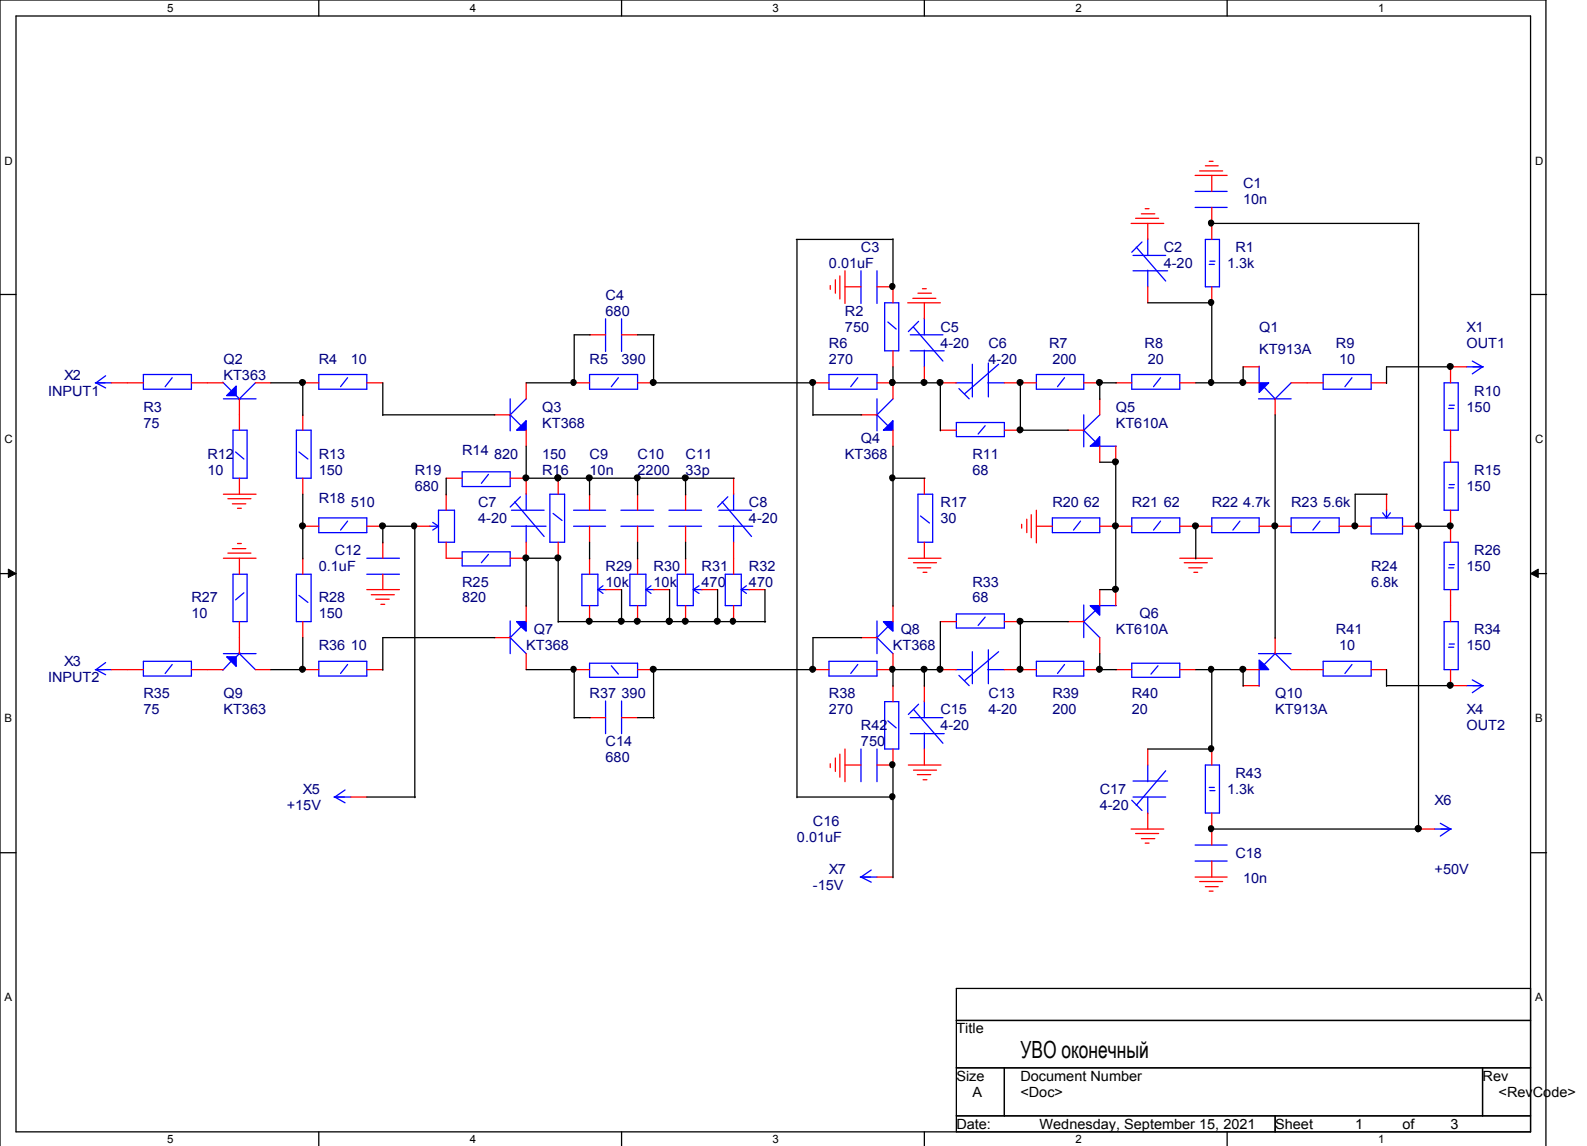 5 4 3 2 1
D D
C1
10n
C2
4-20
R1
1.3k
C3
0.01uF
C4
680
R2
750
C5
4-20
R5 390
R6
270
C6
4-20
R7
200
R8
20
Q1
KT913A
R9
10
X1
OUT1
X2
INPUT1
Q2
KT363
R4 10
R3
75
Q3
KT368
Q4
KT368
R11
68
Q5
KT610A
R10
150
C C
R12
10
R13
150
R14 820
150
R16
C9
10n
C10
2200
C11
33p
R19
680
C7
4-20
C8
4-20
R17
30
R15
150
R18 510
R20 62
R21 62
R22 4.7k
R23 5.6k
C12
0.1uF
R25
820
R29
10k
R30
10k
R31
470
R32
470
R24
6.8k
R26
150
R27
10
R28
150
R33
68
Q6
KT610A
R36 10
Q7
KT368
Q8
KT368
R41
10
R34
150
X3
INPUT2
R35
75
Q9
KT363
R37 390
R38
270
C13
4-20
R39
200
R40
20
Q10
KT913A
X4
OUT2
B B
C14
680
R42
750
C15
4-20
X5
+15V
C17
4-20
R43
1.3k
X6
C16
0.01uF
C18
10n
+50V
X7
-15V
A A
Title
УВО оконечный
Size
A
Document Number
<Doc>
Rev
<RevCode>
Date: Wednesday, September 15, 2021 Sheet 1 of 3
5 4 3 2 1